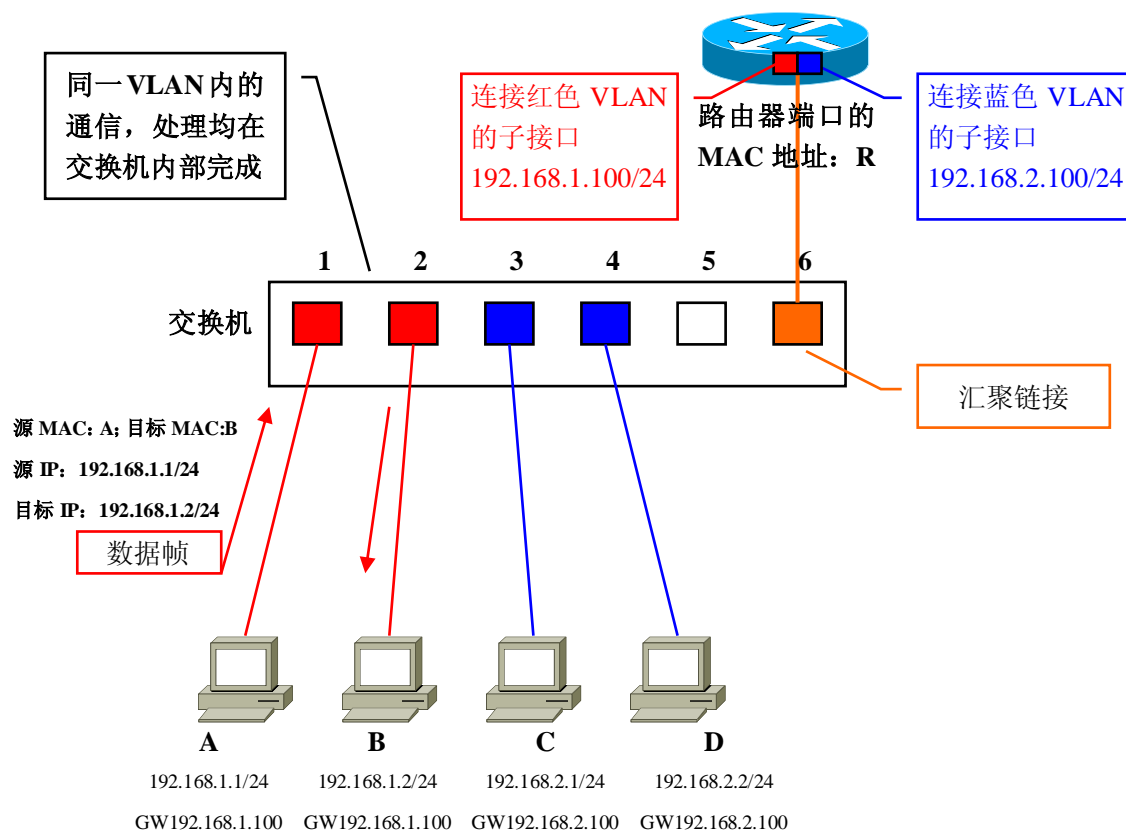 同一 VLAN 内的
通信，处理均在
交换机内部完成
连接红色 VLAN
的子接口
192.168.1.100/24
路由器端口的
MAC 地址：R
连接蓝色 VLAN
的子接口
192.168.2.100/24
1 2 3 4 5 6
交换机
汇聚链接
源 MAC: A; 目标 MAC:B
源 IP：192.168.1.1/24
目标 IP：192.168.1.2/24
数据帧
A B C D
192.168.1.1/24 192.168.1.2/24 192.168.2.1/24 192.168.2.2/24
GW192.168.1.100 GW192.168.1.100 GW192.168.2.100 GW192.168.2.100